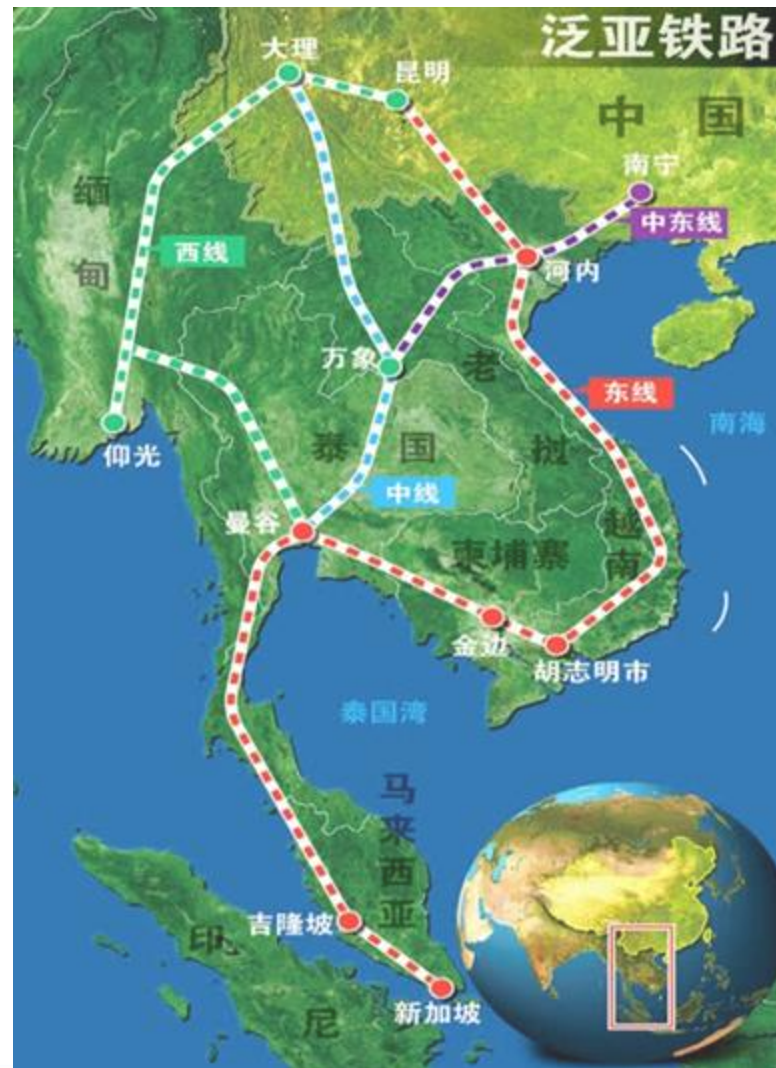 泛亚铁路
大理
昆明
中国
南宁
缅甸
中东线
西线
河内
万象
老挝
东线
南海
仰光
泰国
中线
曼谷
越南
柬埔寨
金边
胡志明市
泰国湾
马来西亚
吉隆坡
印尼
新加坡